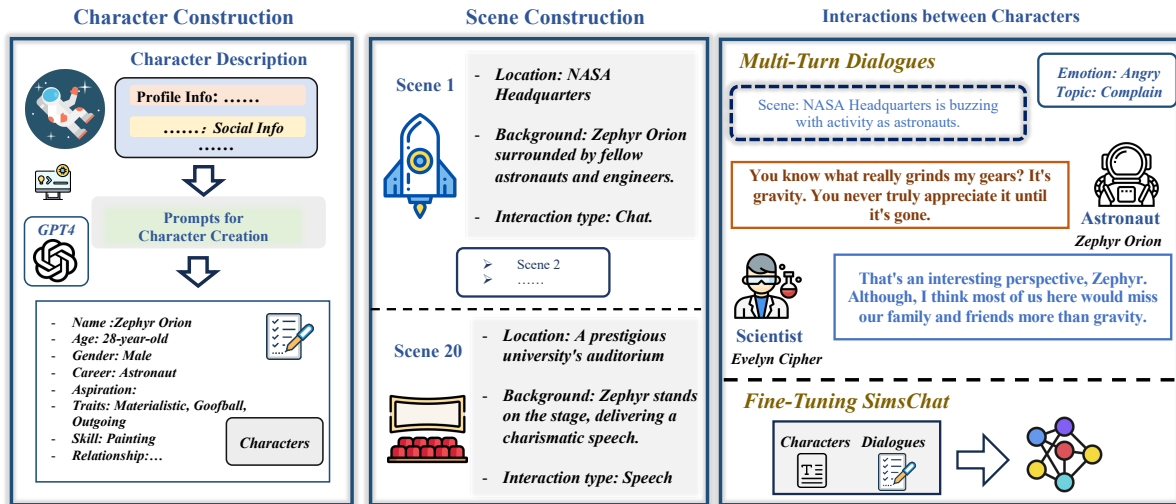 Character Construction
Character Description
Profile Info: ……
……: Social Info
……
Prompts for
Character Creation
GPT4
- Name :Zephyr Orion
- Age: 28-year-old
- Gender: Male
- Career: Astronaut
- Aspiration:
- Traits: Materialistic, Goofball,
Outgoing
- Skill: Painting
- Relationship:…
Characters
Scene Construction
Scene 1
- Location: NASA
Headquarters
- Background: Zephyr Orion
surrounded by fellow
astronauts and engineers.
- Interaction type: Chat.
➢ Scene 2
➢ ……
Scene 20
- Location: A prestigious
university's auditorium
- Background: Zephyr stands
on the stage, delivering a
charismatic speech.
- Interaction type: Speech
Interactions between Characters
Multi-Turn Dialogues
Emotion: Angry
Topic: Complain
Scene: NASA Headquarters is buzzing
with activity as astronauts.
You know what really grinds my gears? It's
gravity. You never truly appreciate it until
it's gone.
Astronaut
Zephyr Orion
That's an interesting perspective, Zephyr.
Although, I think most of us here would miss
our family and friends more than gravity.
Scientist
Evelyn Cipher
Fine-Tuning SimsChat
Characters
T
Dialogues